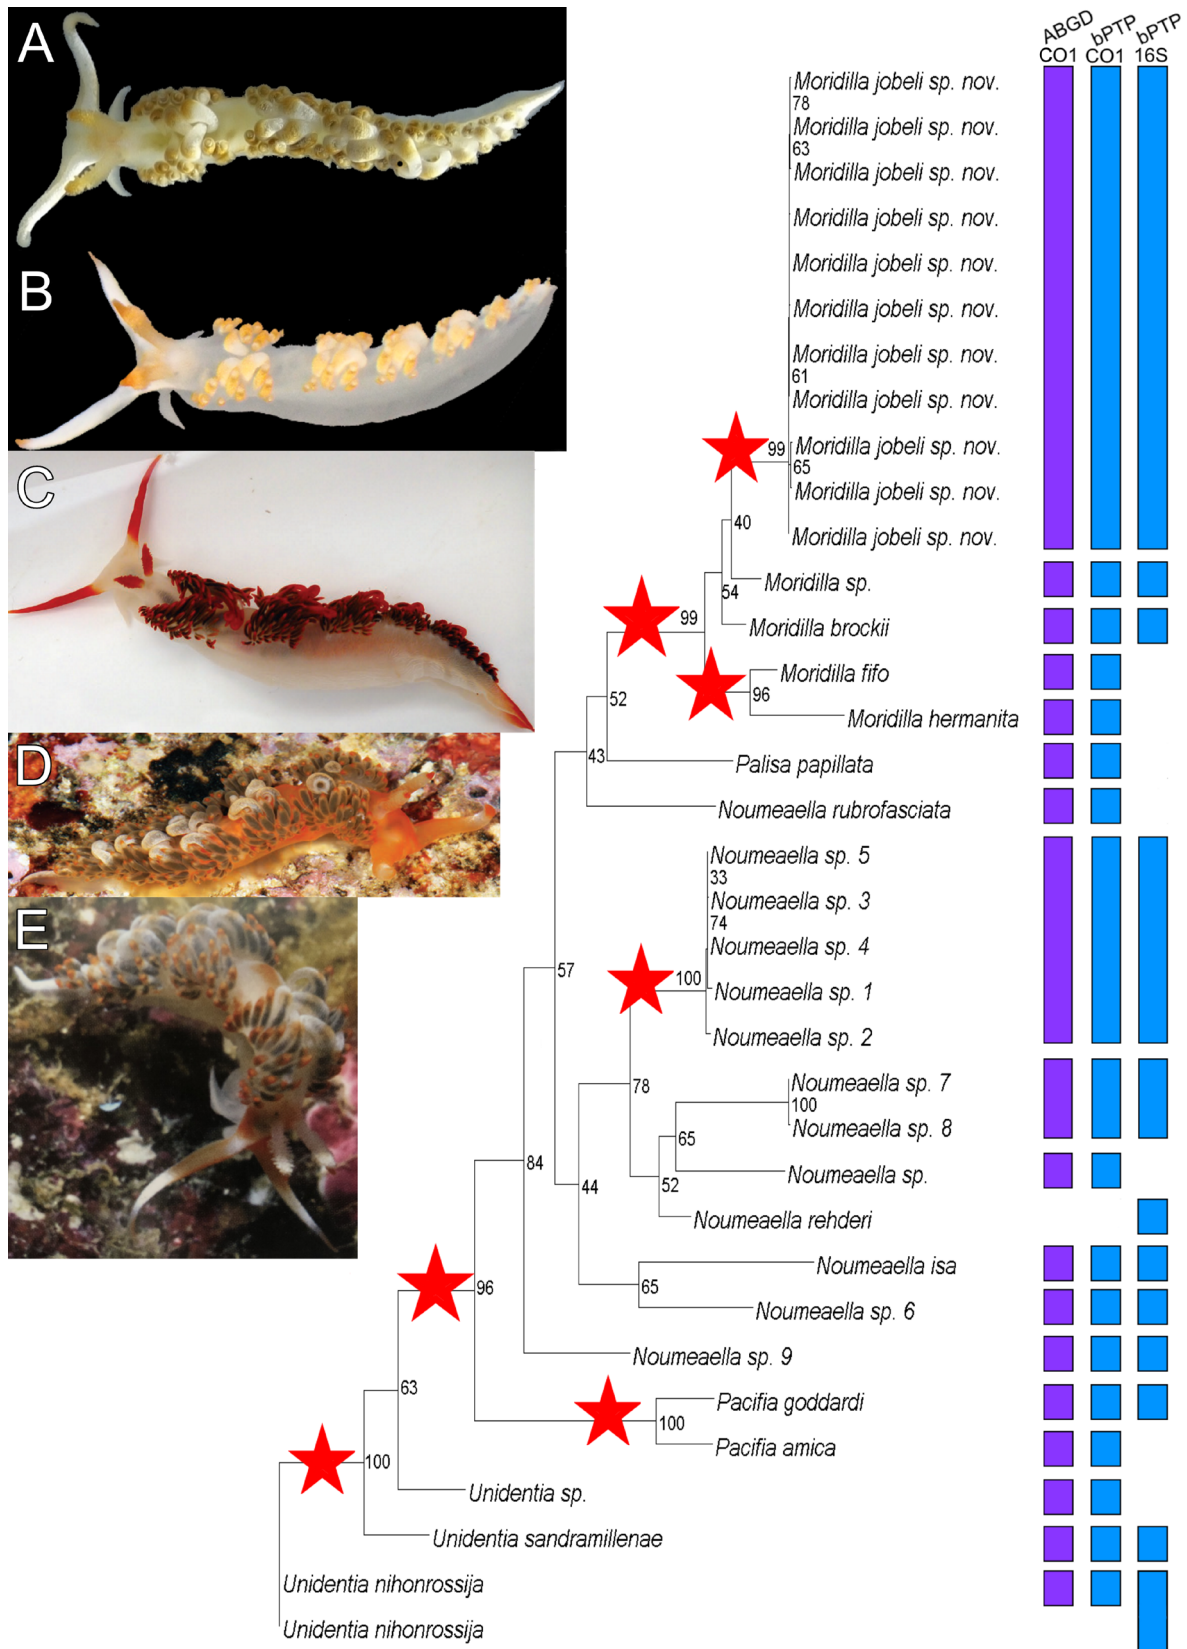 A
B
C
D
E
ABGD bPTP bPTP
CO1 CO1 16S
Moridilla jobeli sp. nov.
78
Moridilla jobeli sp. nov.
63
Moridilla jobeli sp. nov.
Moridilla jobeli sp. nov.
Moridilla jobeli sp. nov.
Moridilla jobeli sp. nov.
Moridilla jobeli sp. nov.
61
Moridilla jobeli sp. nov.
99
Moridilla jobeli sp. nov.
65
Moridilla jobeli sp. nov.
40
Moridilla jobeli sp. nov.
Moridilla sp.
54
99
Moridilla brockii
Moridilla fifo
96
52
Moridilla hermanita
43
Palisa papillata
Noumeaella rubrofasciata
Noumeaella sp. 5
33
Noumeaella sp. 3
74
Noumeaella sp. 4
57
100
Noumeaella sp. 1
Noumeaella sp. 2
78
Noumeaella sp. 7
100
Noumeaella sp. 8
65
84
Noumeaella sp.
44
52
Noumeaella rehderi
Noumeaella isa
96
65
Noumeaella sp. 6
Noumeaella sp. 9
63
Pacifia goddardi
100
Pacifia amica
100
Unidentia sp.
Unidentia sandramillenae
Unidentia nihonrossija
Unidentia nihonrossija